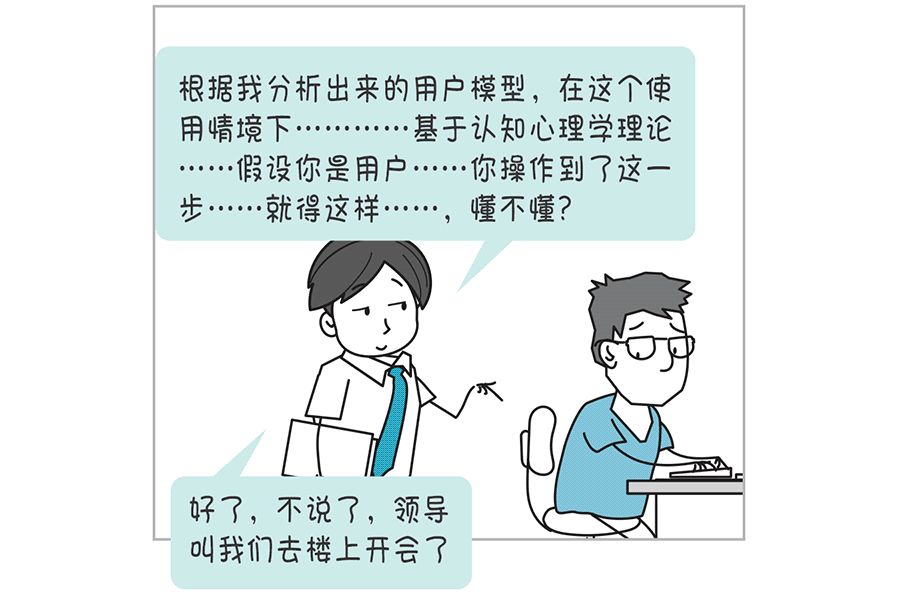 根据我分析出来的用户模型，在这个使
用情境下…………基于认知心理学理论
……假设你是用户……你操作到了这一
步……就得这样……，懂不懂？
好了，不说了，领导
叫我们去楼上开会了